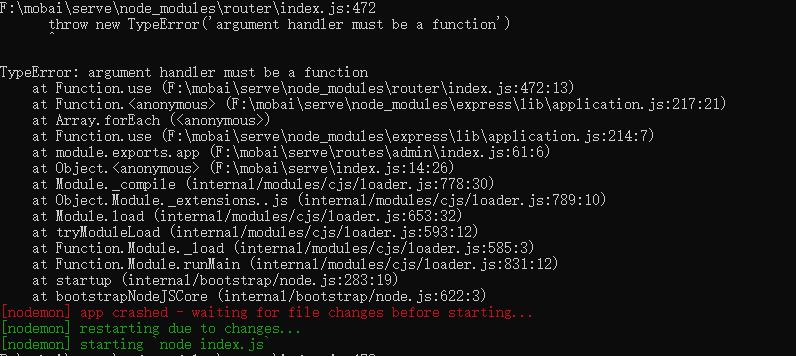 F:\mobai\serve\node_modules\router\index.js:472
throw new TypeError('argument handler must be a function')
^
TypeError: argument handler must be a function
at Function.use (F:\mobai\serve\node_modules\router\index.js:472:13)
at Function.<anonymous> (F:\mobai\serve\node_modules\express\lib\application.js:217:21)
at Array.forEach (<anonymous>)
at Function.use (F:\mobai\serve\node_modules\express\lib\application.js:214:7)
at module.exports.app (F:\mobai\serve\routes\admin\index.js:61:6)
at Object.<anonymous> (F:\mobai\serve\index.js:14:26)
at Module._compile (internal/modules/cjs/loader.js:778:30)
at Object.Module._extensions..js (internal/modules/cjs/loader.js:789:10)
at Module.load (internal/modules/cjs/loader.js:653:32)
at tryModuleLoad (internal/modules/cjs/loader.js:593:12)
at Function.Module._load (internal/modules/cjs/loader.js:585:3)
at Function.Module.runMain (internal/modules/cjs/loader.js:831:12)
at startup (internal/bootstrap/node.js:283:19)
at bootstrapNodeJSCore (internal/bootstrap/node.js:622:3)
[nodemon] app crashed - waiting for file changes before starting...
[nodemon] restarting due to changes...
[nodemon] starting `node index.js`